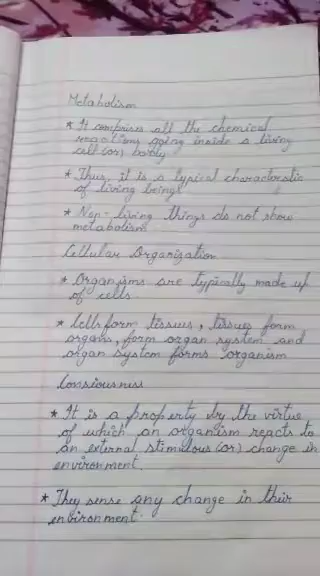 Metabolism
* It comprises all the chemical
reactions going inside a living
cell (or) body
* Thus, it is a typical characteristic
of living beings
* Non-living things do not show
metabolism
Cellular Organization
* Organisms are typically made up
of cells
* Cells form tissues, tissues form
organs, form organ system and
organ system forms organism
Consiousness
* It is a property by the virtue
of which an organism reacts to
an external stimulous (or) change in
environment.
* They sense any change in their
environment.